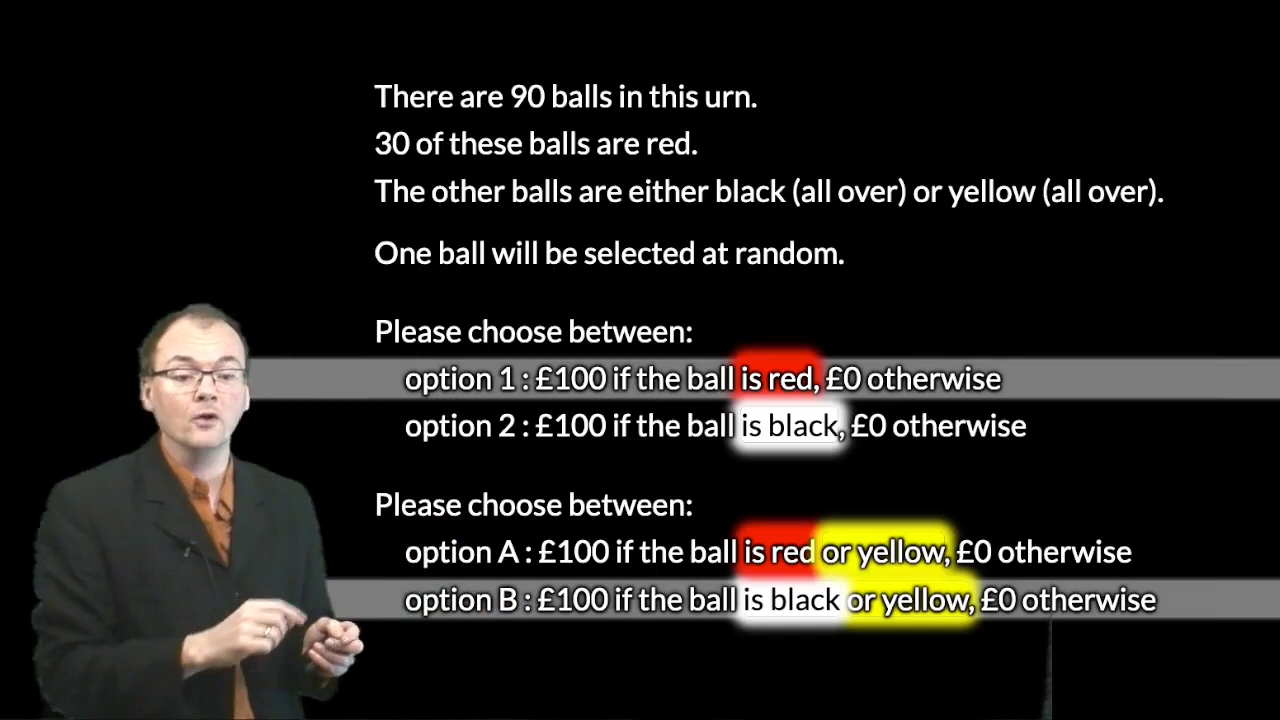 There are 90 balls in this urn.
30 of these balls are red.
The other balls are either black (all over) or yellow (all over).
One ball will be selected at random.
Please choose between:
option 1 : £100 if the ball is red, £0 otherwise
option 2 : £100 if the ball is black, £0 otherwise
Please choose between:
option A : £100 if the ball is red or yellow, £0 otherwise
option B : £100 if the ball is black or yellow, £0 otherwise